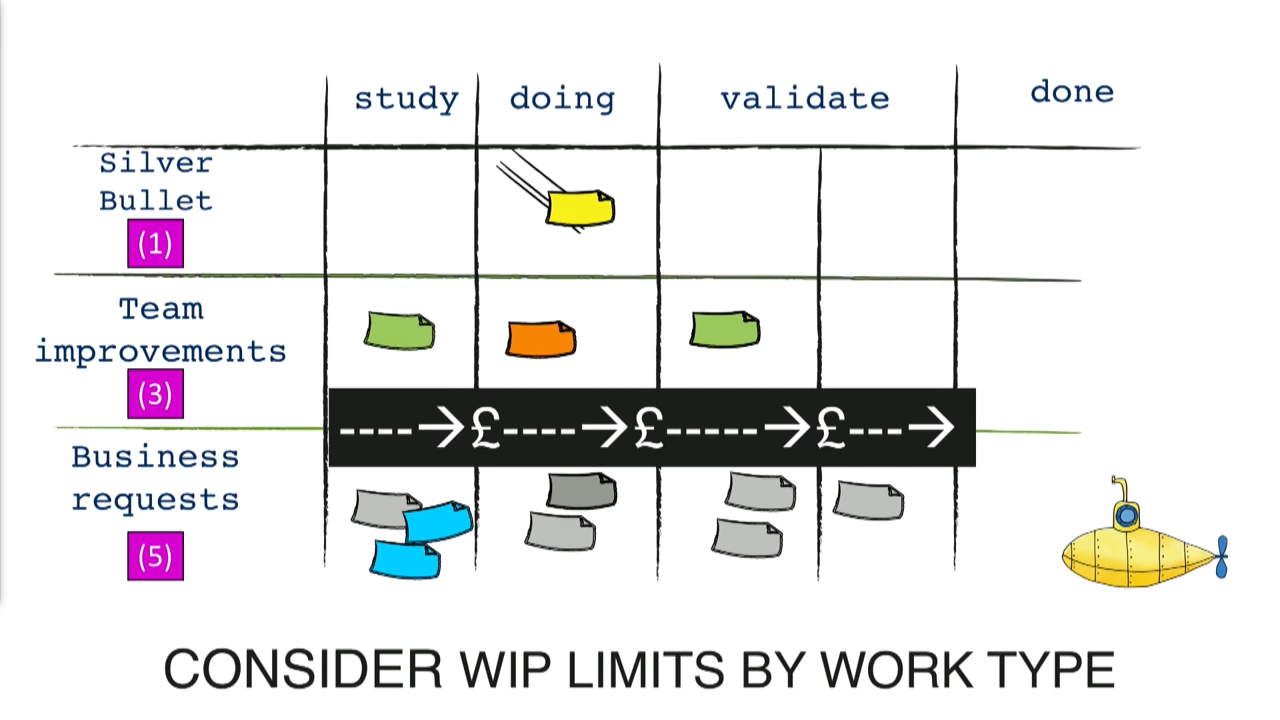 study doing validate done
Silver
Bullet
(1)
Team
improvements
(3)
----→£----→£-----→£---→
Business
requests
(5)
CONSIDER WIP LIMITS BY WORK TYPE